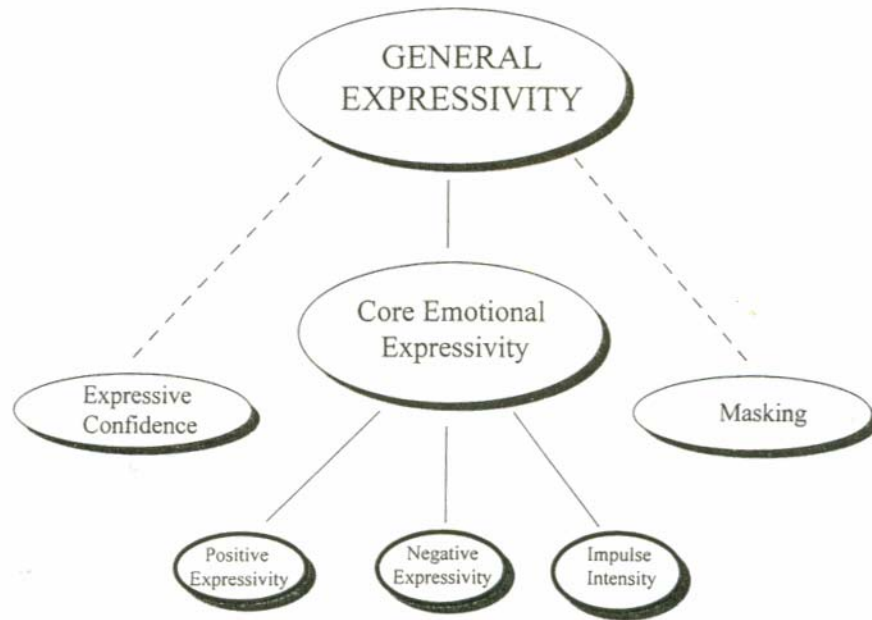 GENERAL
EXPRESSIVITY
Core Emotional
Expressivity
Expressive
Confidence
Masking
Positive
Expressivity
Negative
Expressivity
Impulse
Intensity